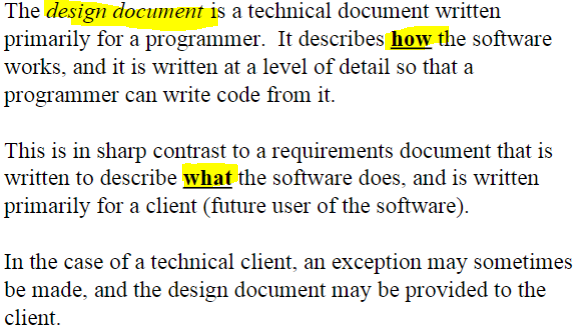 The design document is a technical document written
primarily for a programmer. It describes how the software
works, and it is written at a level of detail so that a
programmer can write code from it.
This is in sharp contrast to a requirements document that is
written to describe what the software does, and is written
primarily for a client (future user of the software).
In the case of a technical client, an exception may sometimes
be made, and the design document may be provided to the
client.